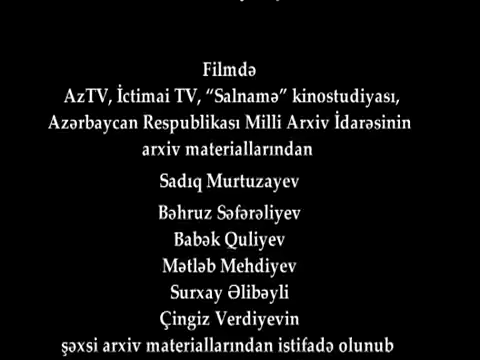 Filmdə
AzTV, İctimai TV, “Salnamə” kinostudiyası,
Azərbaycan Respublikası Milli Arxiv İdarəsinin
arxiv materiallarından
Sadıq Murtuzayev
Bəhruz Səfərəliyev
Babək Quliyev
Mətləb Mehdiyev
Surxay Əlibəyli
Çingiz Verdiyevin
şəxsi arxiv materiallarından istifadə olunub